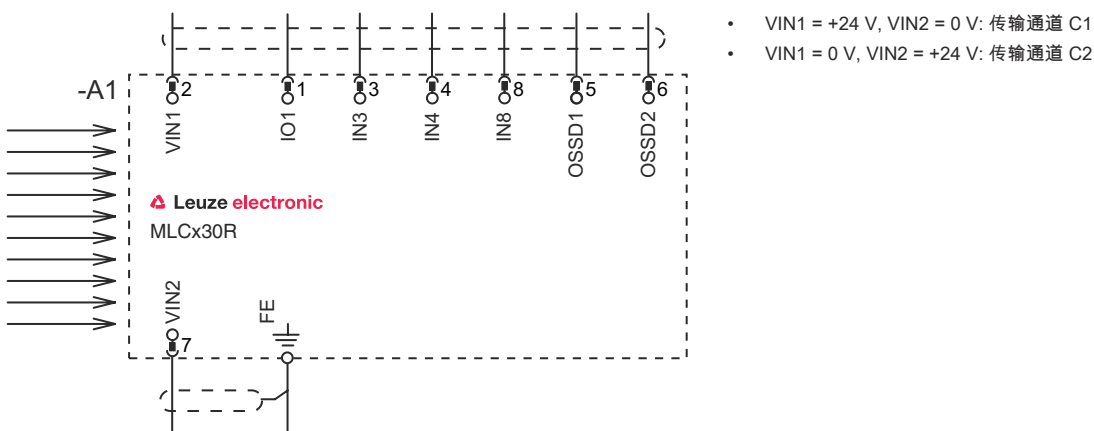 • VIN1 = +24 V, VIN2 = 0 V: 传输通道 C1
• VIN1 = 0 V, VIN2 = +24 V: 传输通道 C2
-A1
2 1 3 4 8 5 6
VIN1 IO1 IN3 IN4 IN8 OSSD1 OSSD2
Leuze electronic
MLCx30R
VIN2 FE
7